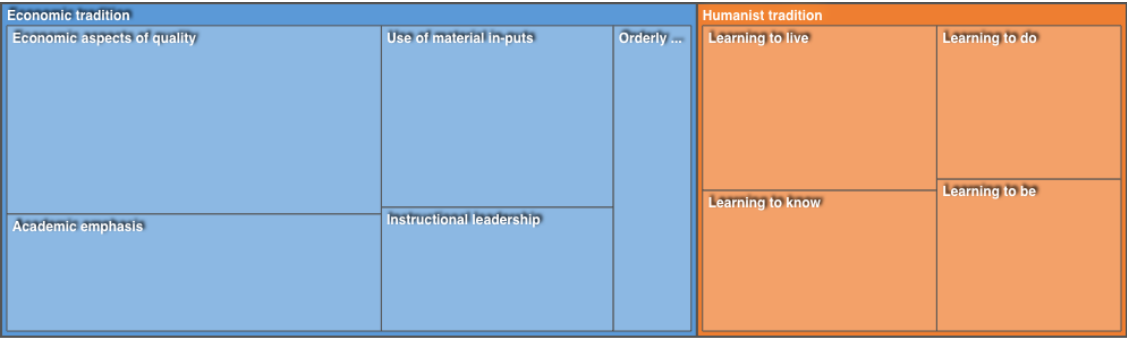 Economic tradition
Economic aspects of quality
Use of material in-puts
Orderly ...
Academic emphasis
Instructional leadership
Humanist tradition
Learning to live
Learning to do
Learning to know
Learning to be